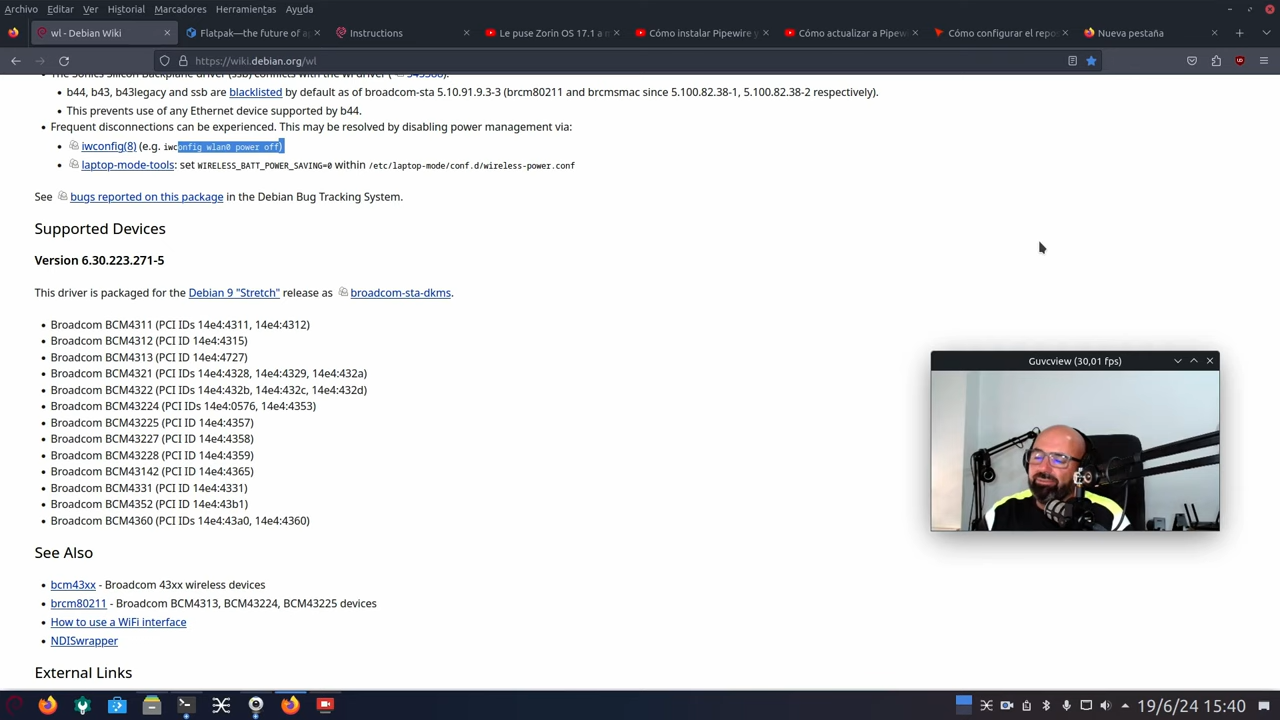 Archivo Editar Ver Historial Marcadores Herramientas Ayuda
wl - Debian Wiki
Flatpak—the future of ap
Instructions
Le puse Zorin OS 17.1 a m
Cómo instalar Pipewire y
Cómo actualizar a Pipew
Cómo configurar el repos
Nueva pestaña
https://wiki.debian.org/wl
b44, b43, b43legacy and ssb are blacklisted by default as of broadcom-sta 5.10.91.9.3-3 (brcm80211 and brcmsmac since 5.100.82.38-1, 5.100.82.38-2 respectively).
This prevents use of any Ethernet device supported by b44.
Frequent disconnections can be experienced. This may be resolved by disabling power management via:
iwconfig(8) (e.g. iwconfig wlan0 power off)
laptop-mode-tools: set WIRELESS_BATT_POWER_SAVING=0 within /etc/laptop-mode/conf.d/wireless-power.conf
See bugs reported on this package in the Debian Bug Tracking System.
Supported Devices
Version 6.30.223.271-5
This driver is packaged for the Debian 9 "Stretch" release as broadcom-sta-dkms.
Broadcom BCM4311 (PCI IDs 14e4:4311, 14e4:4312)
Broadcom BCM4312 (PCI ID 14e4:4315)
Broadcom BCM4313 (PCI ID 14e4:4727)
Broadcom BCM4321 (PCI IDs 14e4:4328, 14e4:4329, 14e4:432a)
Broadcom BCM4322 (PCI IDs 14e4:432b, 14e4:432c, 14e4:432d)
Broadcom BCM43224 (PCI IDs 14e4:0576, 14e4:4353)
Broadcom BCM43225 (PCI ID 14e4:4357)
Broadcom BCM43227 (PCI ID 14e4:4358)
Broadcom BCM43228 (PCI ID 14e4:4359)
Broadcom BCM43142 (PCI ID 14e4:4365)
Broadcom BCM4331 (PCI ID 14e4:4331)
Broadcom BCM4352 (PCI ID 14e4:43b1)
Broadcom BCM4360 (PCI IDs 14e4:43a0, 14e4:4360)
Guvcview (30,01 fps)
See Also
bcm43xx - Broadcom 43xx wireless devices
brcm80211 - Broadcom BCM4313, BCM43224, BCM43225 devices
How to use a WiFi interface
NDISwrapper
External Links
19/6/24 15:40